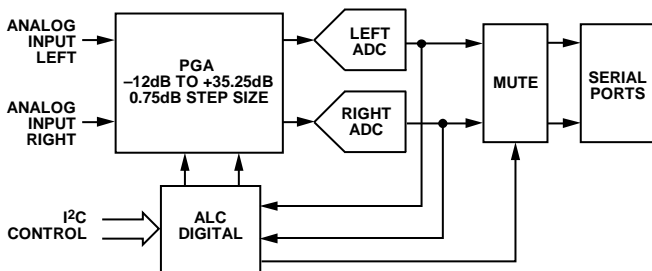 ANALOG
INPUT
LEFT
ANALOG
INPUT
RIGHT
PGA
–12dB TO +35.25dB
0.75dB STEP SIZE
LEFT
ADC
RIGHT
ADC
MUTE
SERIAL
PORTS
I²C
CONTROL
ALC
DIGITAL